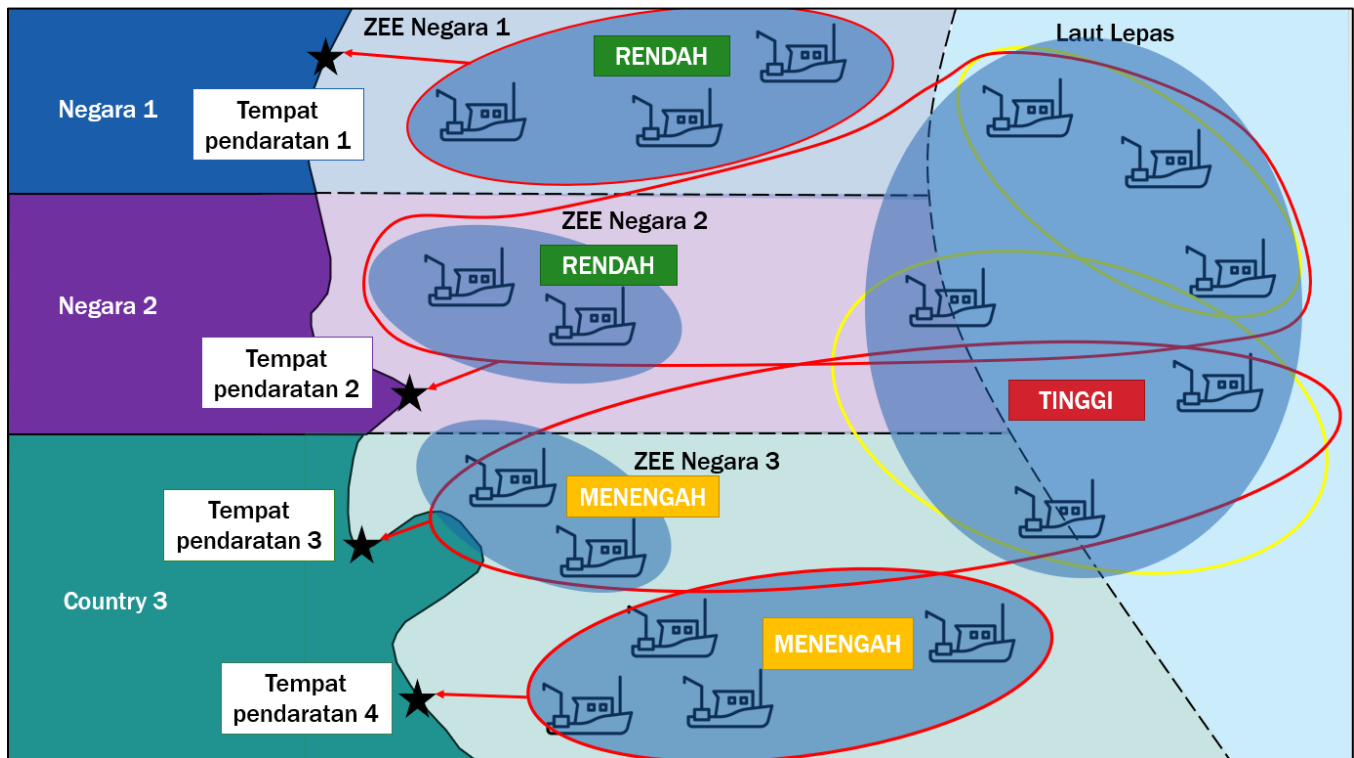 ZEE Negara 1
Laut Lepas
RENDAH
Negara 1
Tempat
pendaratan 1
ZEE Negara 2
RENDAH
Negara 2
Tempat
pendaratan 2
TINGGI
ZEE Negara 3
MENENGAH
Tempat
pendaratan 3
Country 3
MENENGAH
Tempat
pendaratan 4